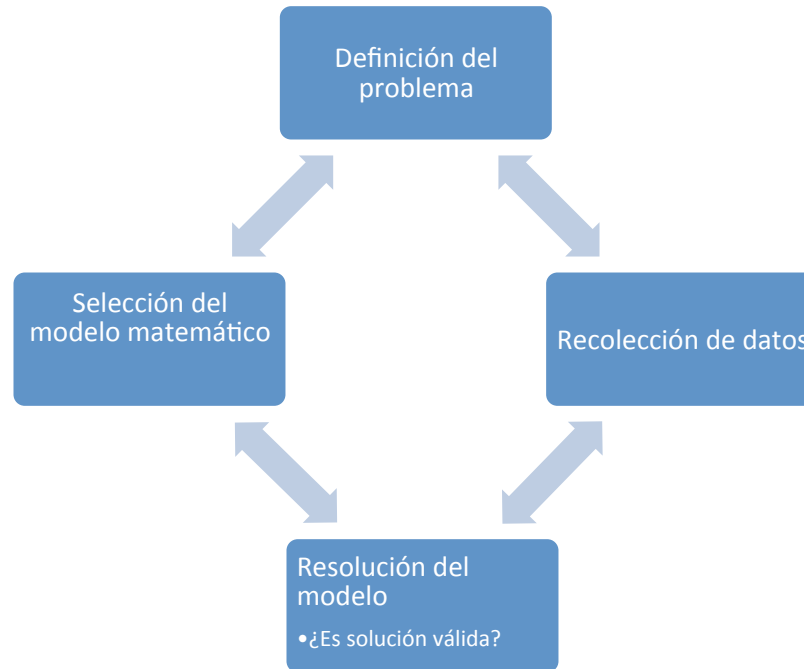 Definición del
problema
Selección del
modelo matemático
Recolección de datos
Resolución del
modelo
•¿Es solución válida?